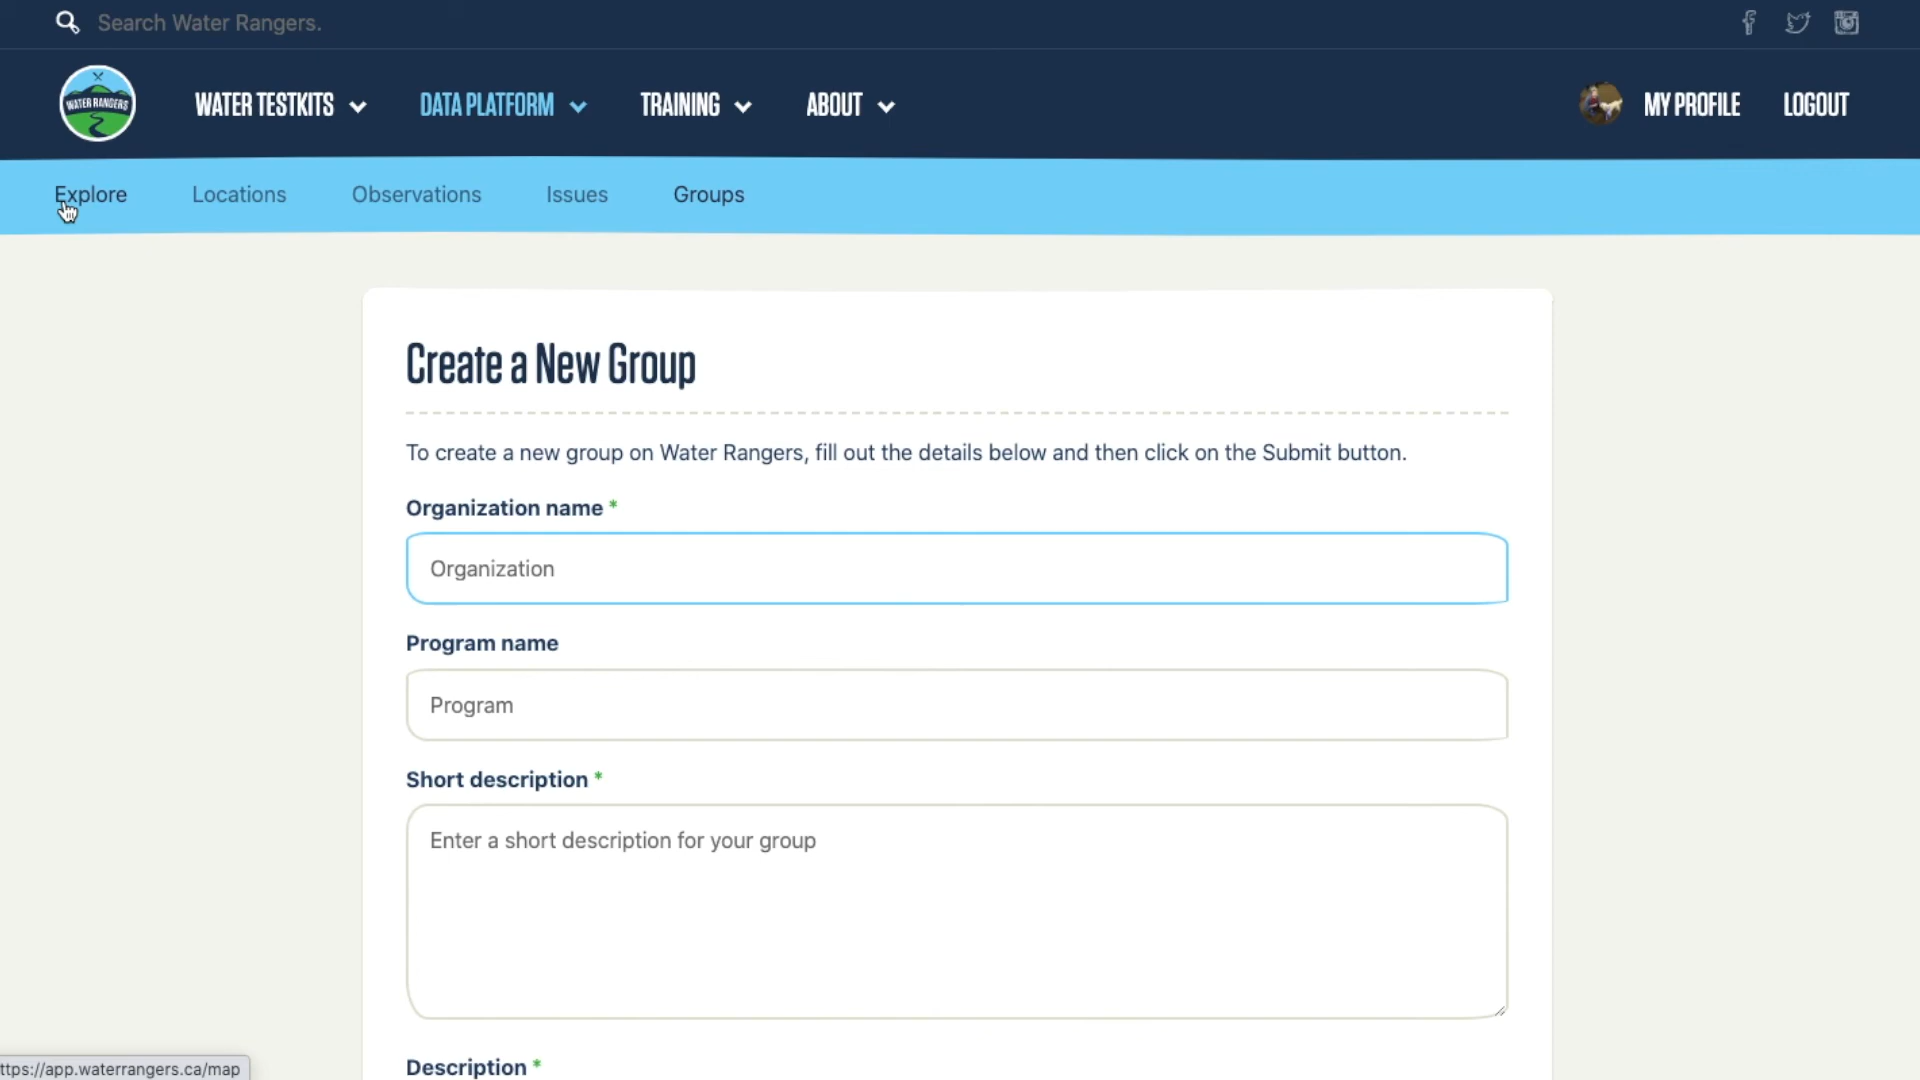 Search Water Rangers.
WATER RANGERS
WATER TESTKITS
DATA PLATFORM
TRAINING
ABOUT
MY PROFILE
LOGOUT
Explore
Locations
Observations
Issues
Groups
Create a New Group
To create a new group on Water Rangers, fill out the details below and then click on the Submit button.
Organization name *
Organization
Program name
Program
Short description *
Enter a short description for your group
Description *
ttps://app.waterrangers.ca/map